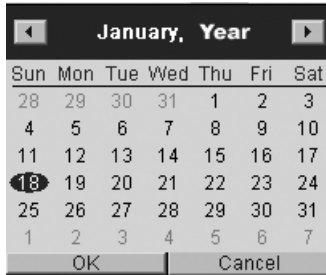 January, Year
Sun Mon Tue Wed Thu Fri Sat
28 29 30 31 1 2 3
4 5 6 7 8 9 10
11 12 13 14 15 16 17
18 19 20 21 22 23 24
25 26 27 28 29 30 31
1 2 3 4 5 6 7
OK Cancel